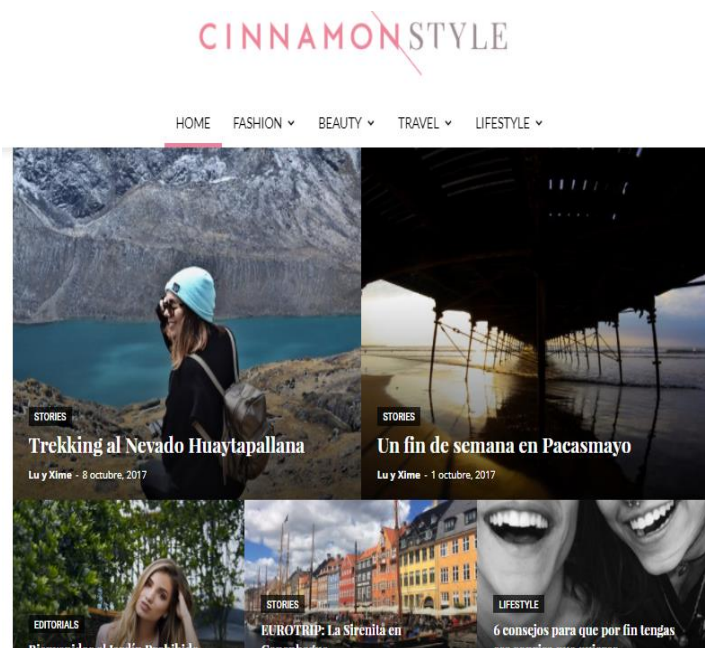 CINNAMON STYLE
HOME FASHION BEAUTY TRAVEL LIFESTYLE
STORIES
Trekking al Nevado Huaytapallana
Lu y Xime - 8 octubre, 2017
STORIES
Un fin de semana en Pacasmayo
Lu y Xime - 1 octubre, 2017
EDITORIALS
STORIES
EUROTRIP: La Sirenita en
LIFESTYLE
6 consejos para que por fin tengas